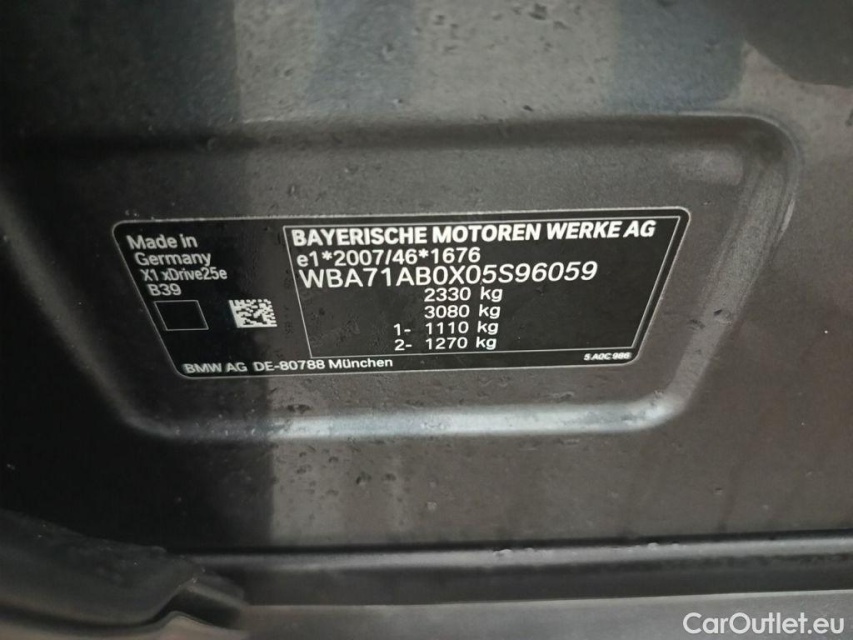 Made in
Germany
X1 xDrive25e
B39
BAYERISCHE MOTOREN WERKE AG
e1*2007/46*1676
WBA71AB0X05S96059
2330 kg
3080 kg
1- 1110 kg
2- 1270 kg
BMW AG DE-80788 München
5 A0C 986
CarOutlet.eu